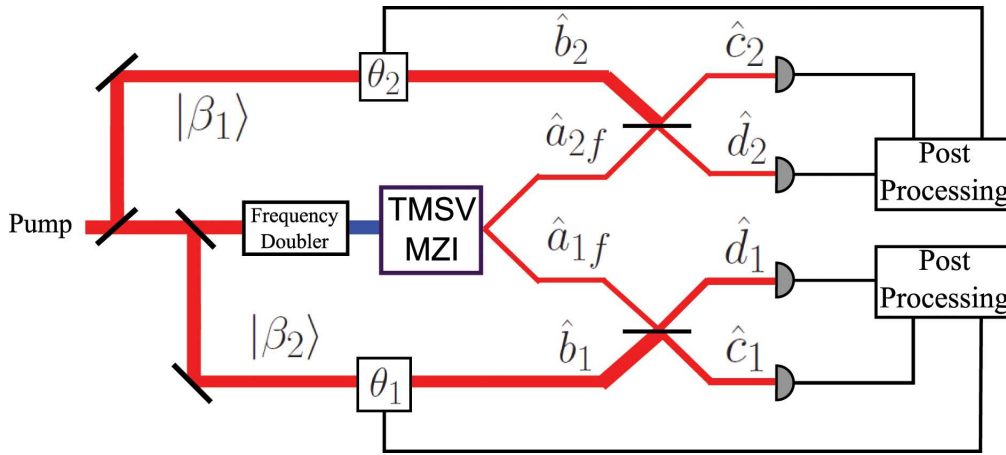 θ₂
b̂₂
ĉ₂
|β₁⟩
â₂f
d̂₂
Post
Processing
Pump
Frequency
Doubler
TMSV
MZI
â₁f
d̂₁
Post
Processing
|β₂⟩
θ₁
b̂₁
ĉ₁